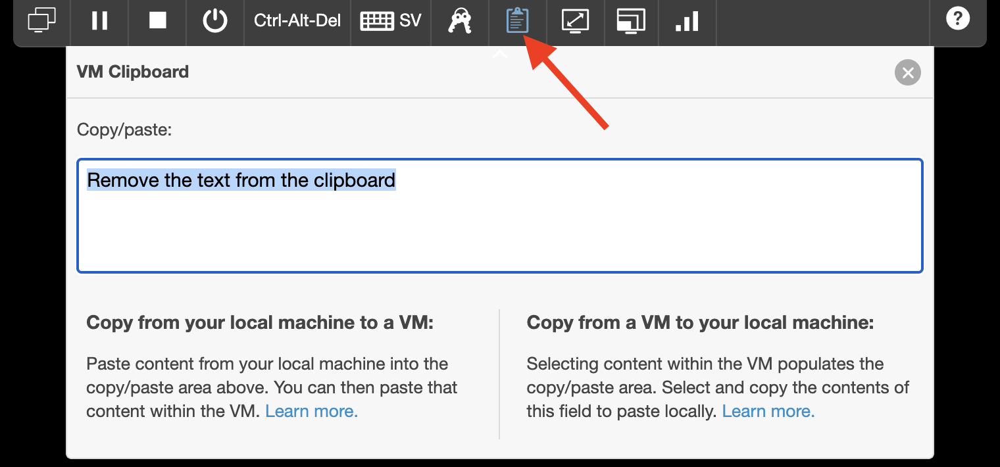 Ctrl-Alt-Del SV ?
VM Clipboard
Copy/paste:
Remove the text from the clipboard
Copy from your local machine to a VM:
Paste content from your local machine into the
copy/paste area above. You can then paste that
content within the VM. Learn more.
Copy from a VM to your local machine:
Selecting content within the VM populates the
copy/paste area. Select and copy the contents of
this field to paste locally. Learn more.